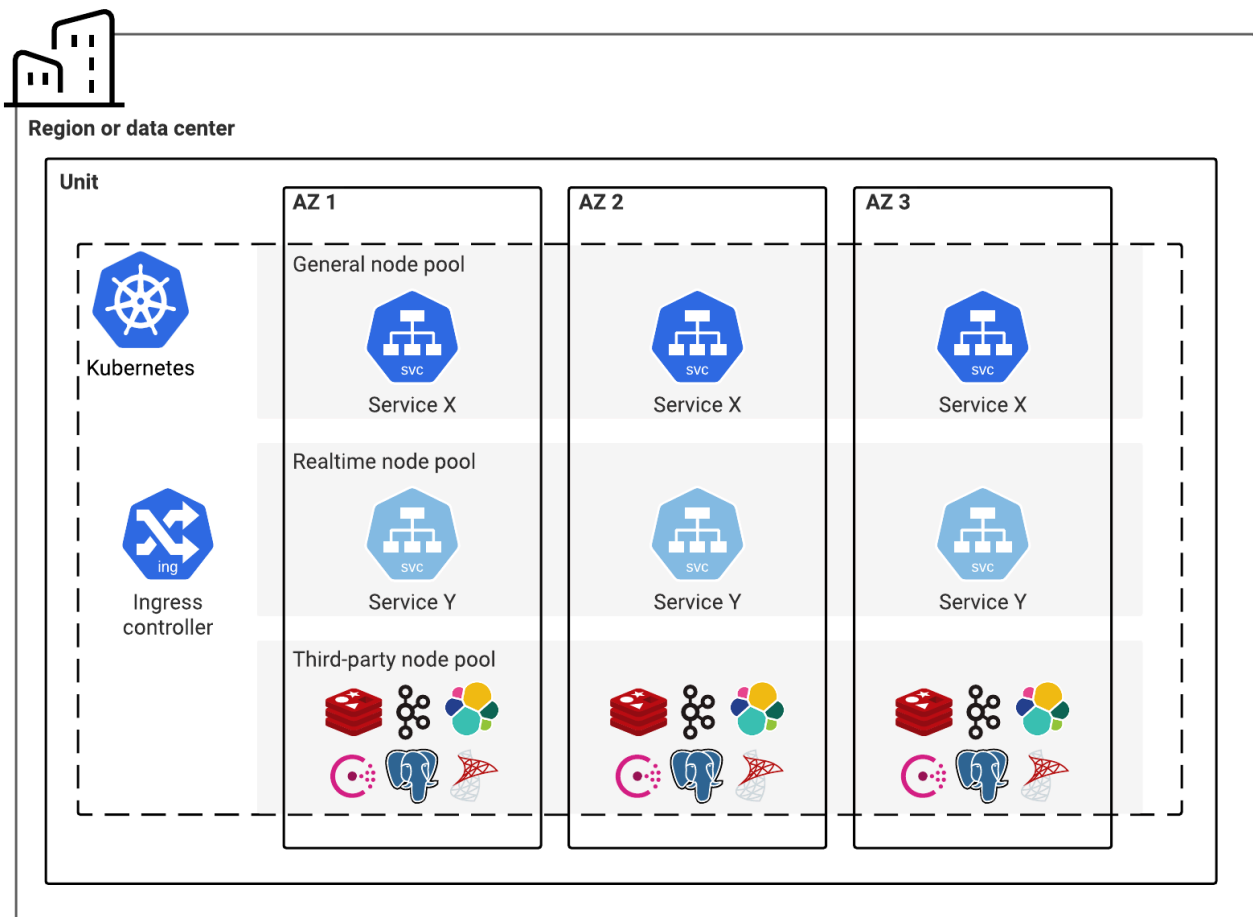 Region or data center
Unit
AZ 1
AZ 2
AZ 3
General node pool
Kubernetes
svc
svc
svc
Service X
Service X
Service X
Realtime node pool
ing
svc
svc
svc
Ingress
controller
Service Y
Service Y
Service Y
Third-party node pool